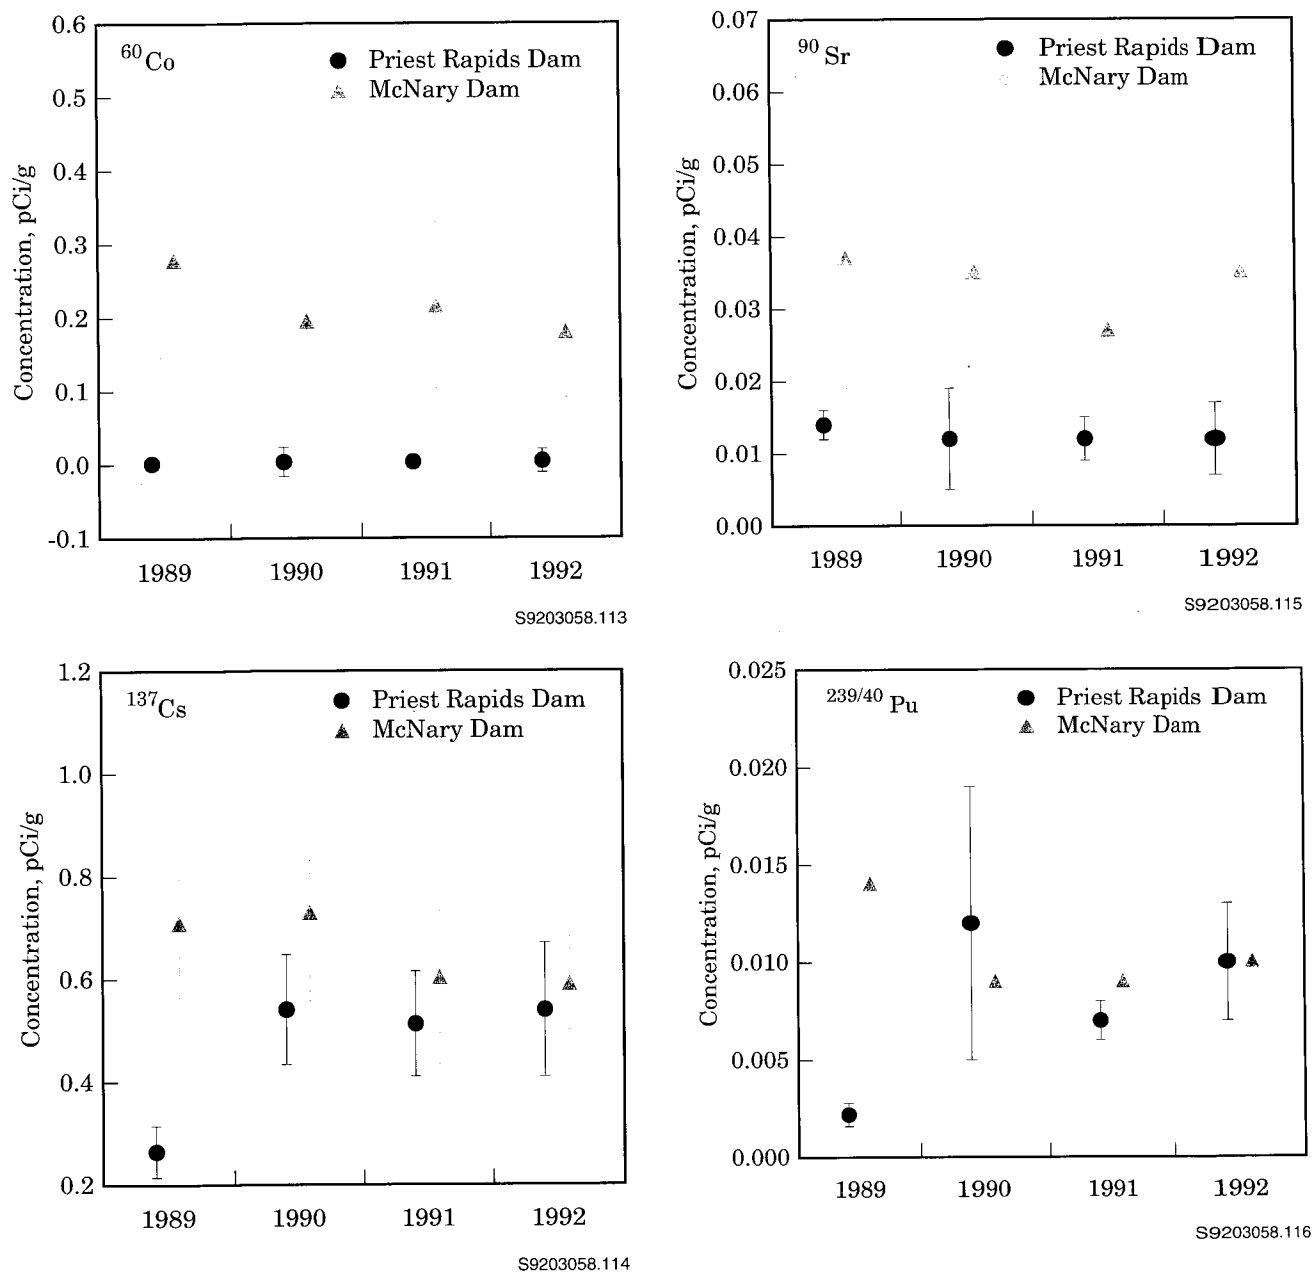 0.6
60Co
Priest Rapids Dam
McNary Dam
0.5
0.4
0.3
0.2
0.1
0.0
-0.1
Concentration, pCi/g
1989 1990 1991 1992
S9203058.113
0.07
90Sr
Priest Rapids Dam
McNary Dam
0.06
0.05
0.04
0.03
0.02
0.01
0.00
Concentration, pCi/g
1989 1990 1991 1992
S9203058.115
1.2
137Cs
Priest Rapids Dam
McNary Dam
1.0
0.8
0.6
0.4
0.2
Concentration, pCi/g
1989 1990 1991 1992
S9203058.114
0.025
239/40 Pu
Priest Rapids Dam
McNary Dam
0.020
0.015
0.010
0.005
0.000
Concentration, pCi/g
1989 1990 1991 1992
S9203058.116